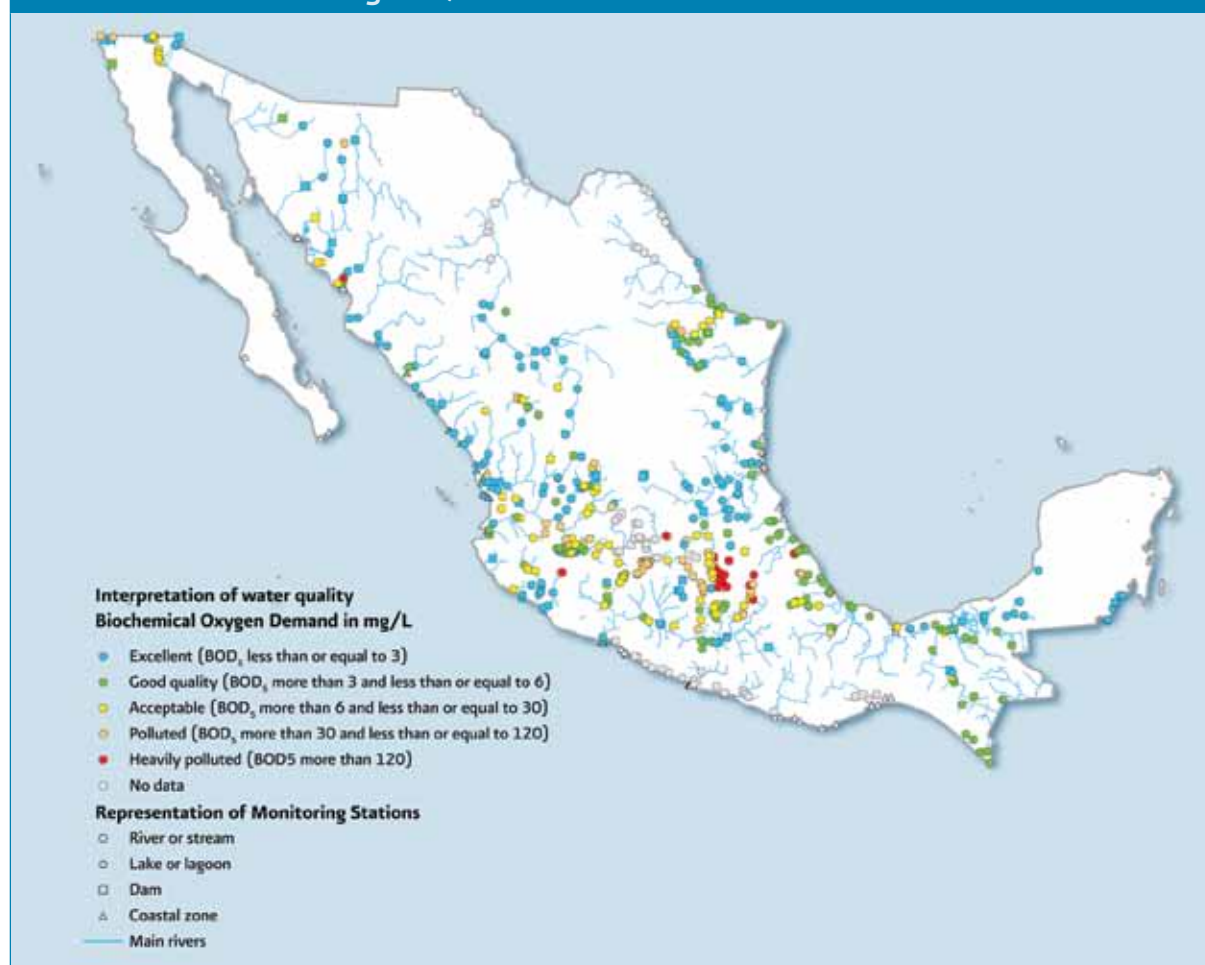 Interpretation of water quality
Biochemical Oxygen Demand in mg/L
Excellent (BOD₅ less than or equal to 3)
Good quality (BOD₅ more than 3 and less than or equal to 6)
Acceptable (BOD₅ more than 6 and less than or equal to 30)
Polluted (BOD₅ more than 30 and less than or equal to 120)
Heavily polluted (BOD5 more than 120)
No data
Representation of Monitoring Stations
River or stream
Lake or lagoon
Dam
Coastal zone
Main rivers